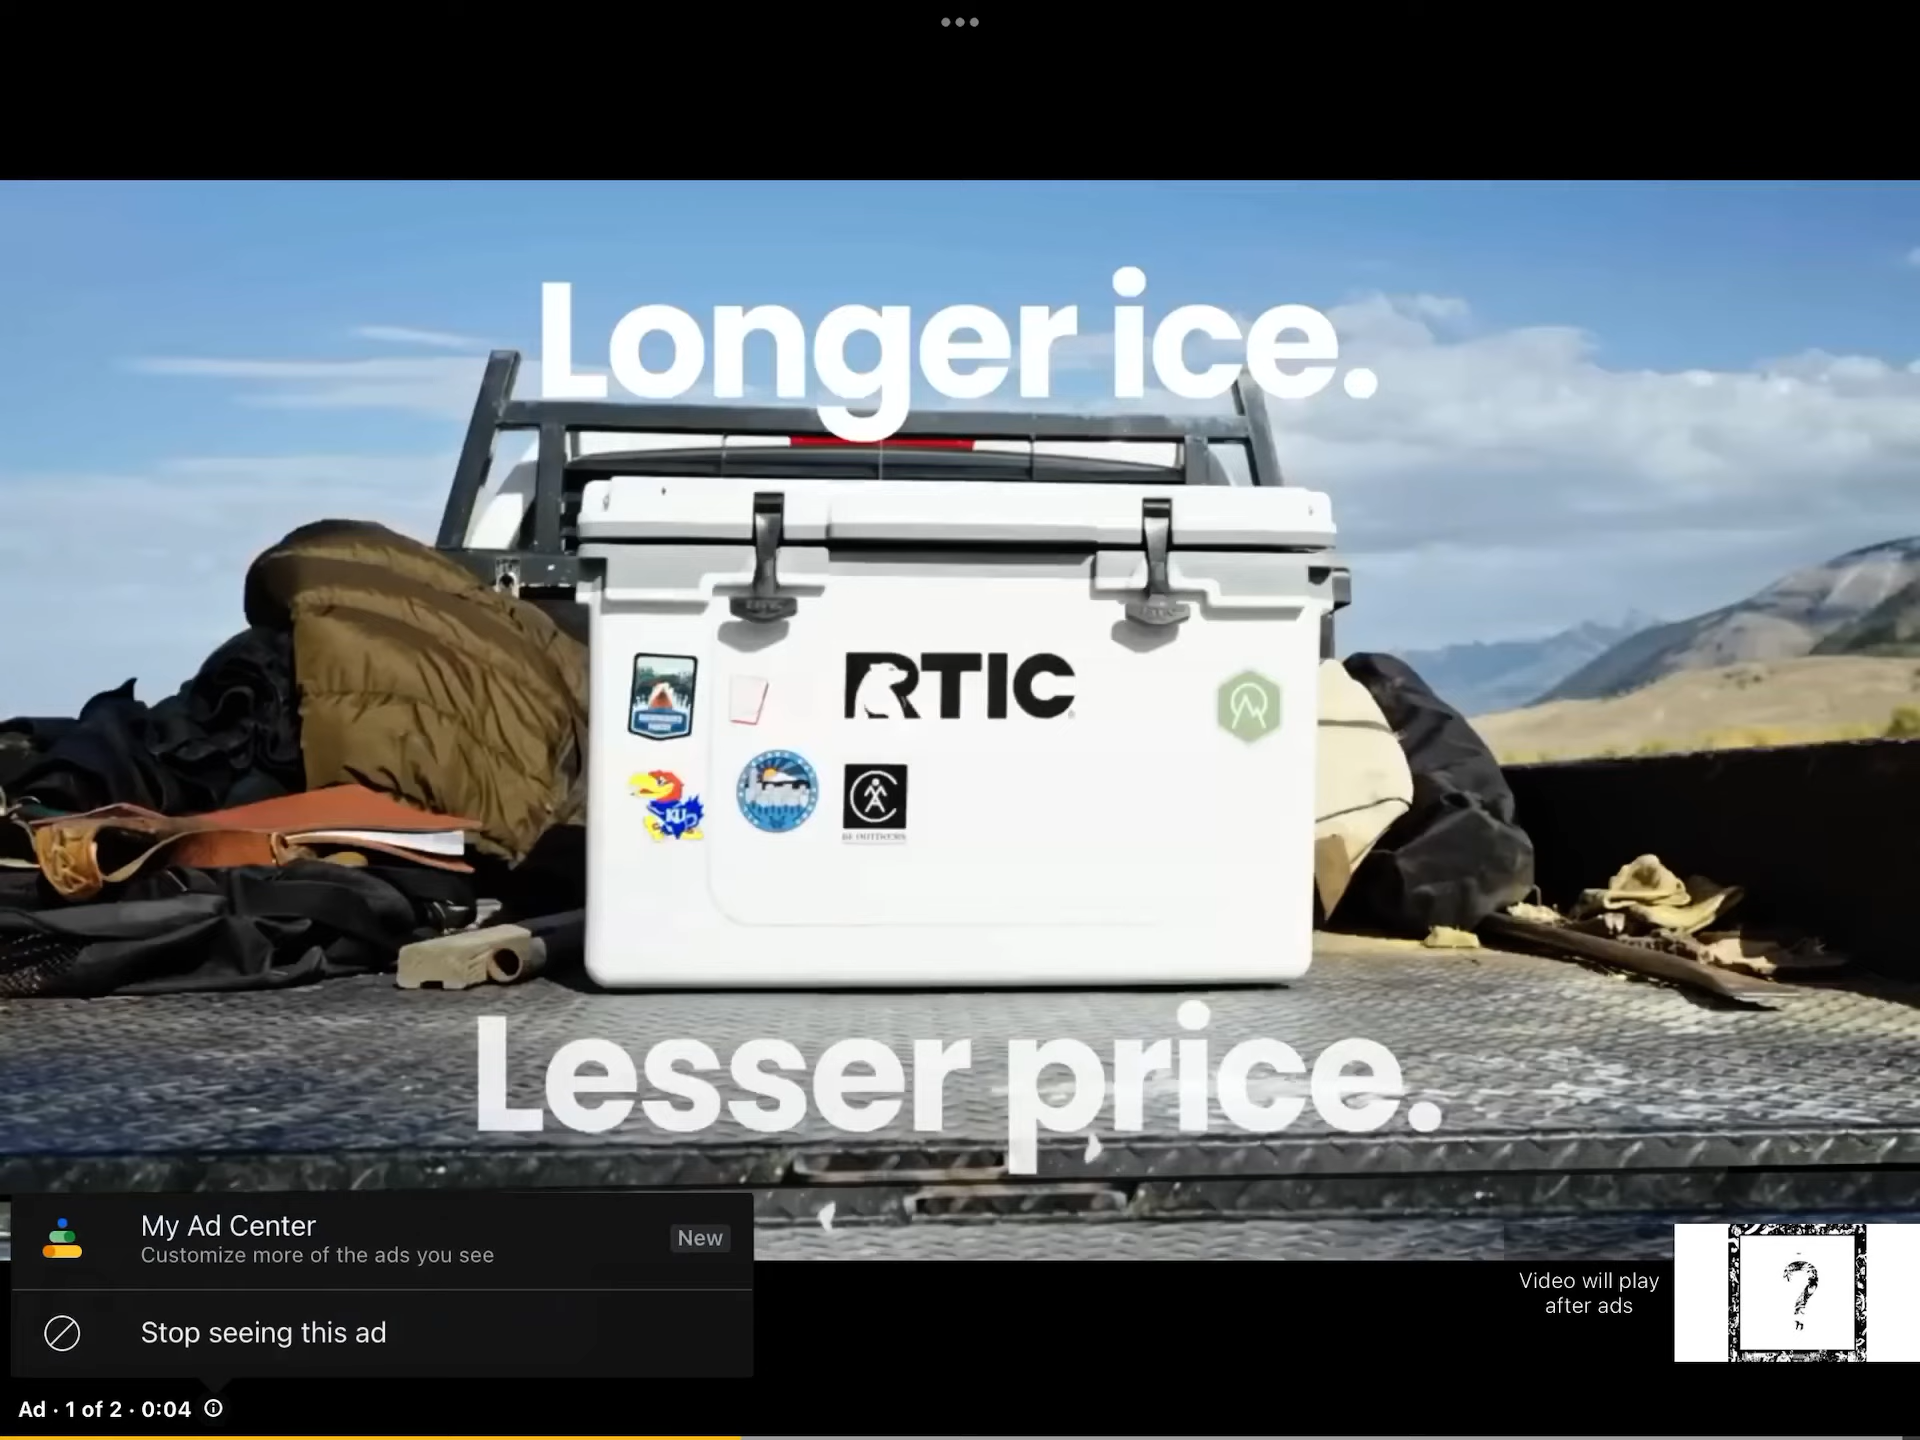 Longer ice.
RTIC
KU
Lesser price.
My Ad Center
Customize more of the ads you see
New
Stop seeing this ad
Video will play
after ads
?
Ad · 1 of 2 · 0:04